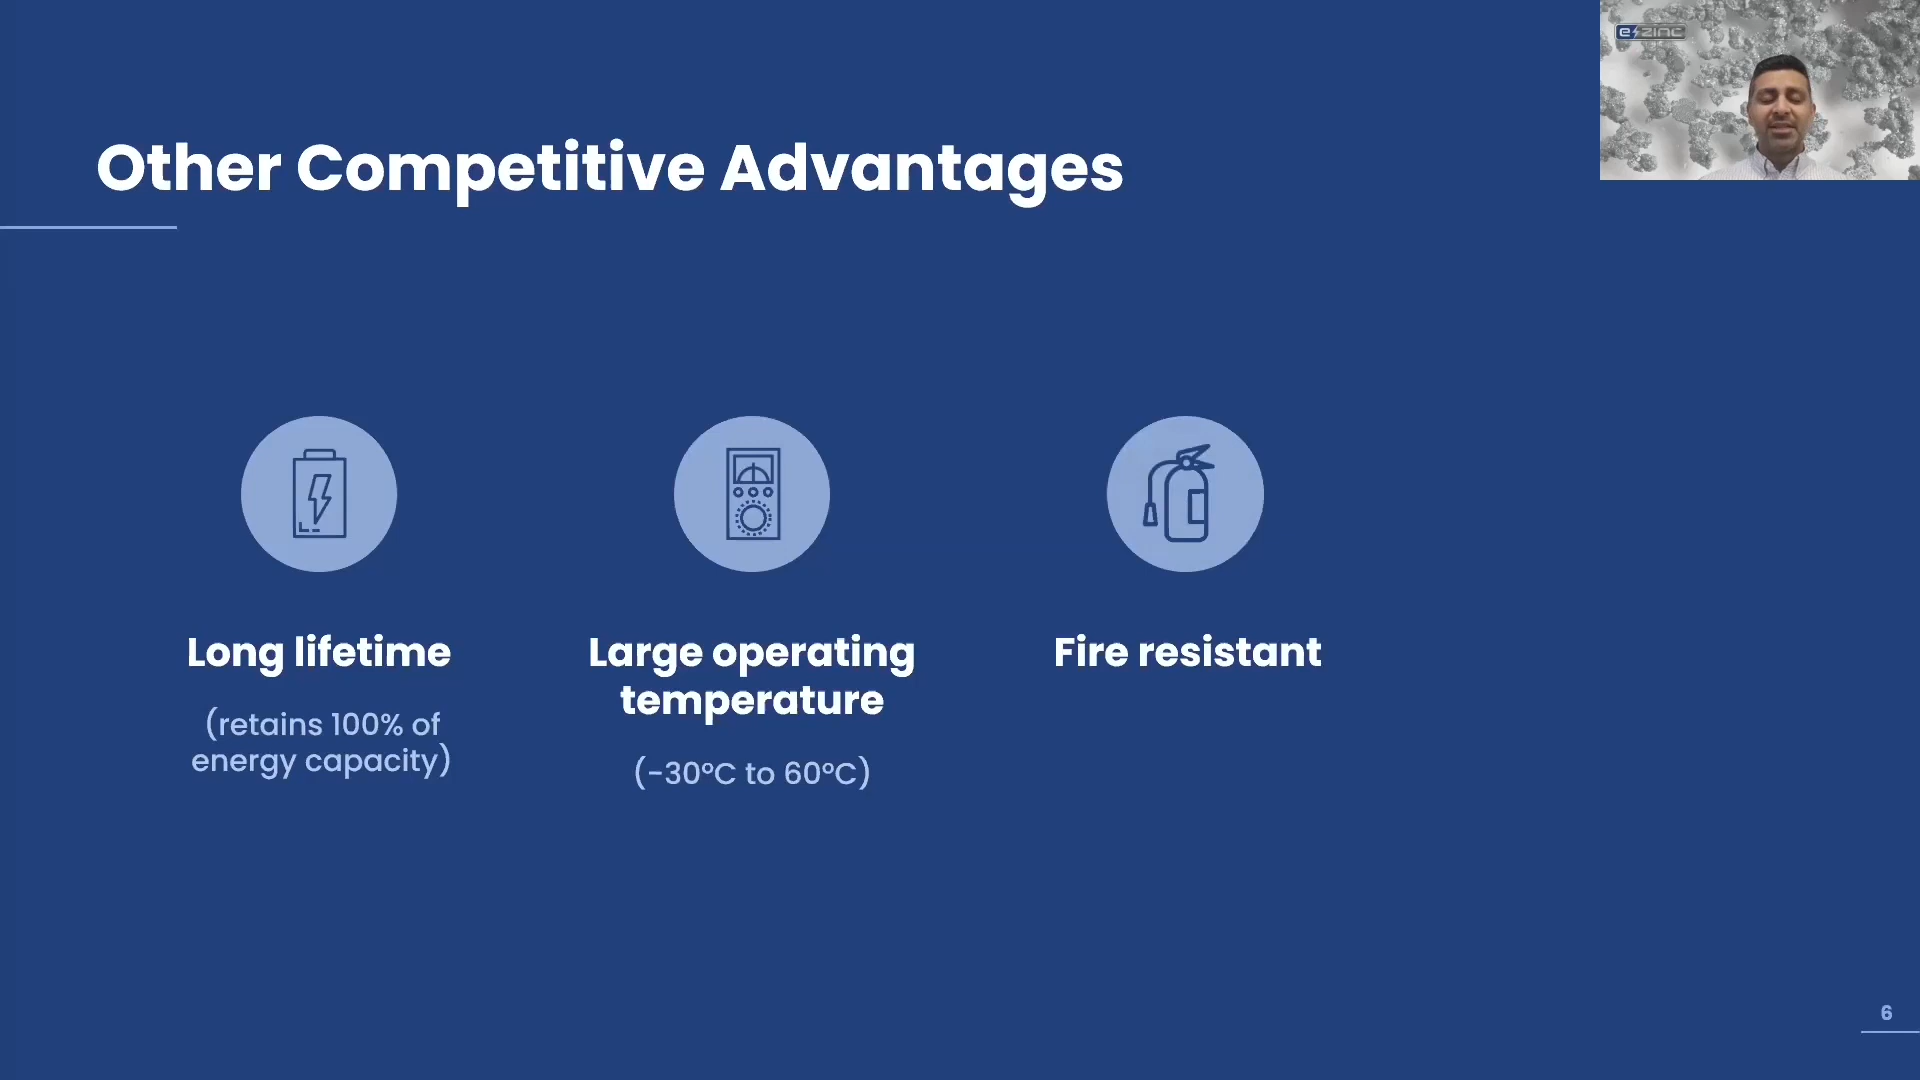 e zinc
Other Competitive Advantages
Long lifetime
(retains 100% of
energy capacity)
Large operating
temperature
(-30°C to 60°C)
Fire resistant
6